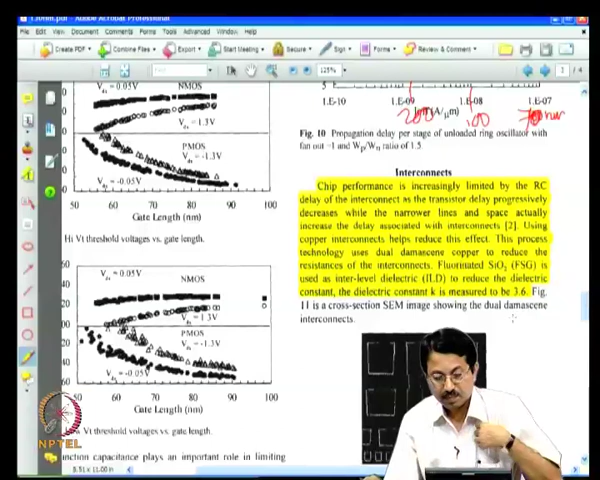 Adobe Acrobat Professional
File Edit View Document Comments Forms Tools Advanced Window Help
Create PDF Combine Files Export Start Meeting Secure Sign Forms Review & Comment
125%
3 / 4
V_ds = 0.05V NMOS
V_ds = 1.3V
PMOS
V_ds = -1.3V
V_ds = -0.05V
50 60 70 80 90 100
Gate Length (nm)
Hi Vt threshold voltages vs. gate length.
V_ds = 0.05V NMOS
V_ds = 1.3V
PMOS
V_ds = -1.3V
V_ds = -0.05V
50 60 70 80 90 100
Gate Length (nm)
Vt threshold voltages vs. gate length.
NPTEL
unction capacitance plays an important role in limiting
8.51 x 11.00 in
5
1.E-10 1.E-09 1.E-08 1.E-07
(A/μm)
200 100
Fig. 10 Propagation delay per stage of unloaded ring oscillator with
fan out =1 and Wp/Wn ratio of 1.5
Interconnects
Chip performance is increasingly limited by the RC
delay of the interconnect as the transistor delay progressively
decreases while the narrower lines and space actually
increase the delay associated with interconnects [2]. Using
copper interconnects helps reduce this effect. This process
technology uses dual damascene copper to reduce the
resistances of the interconnects. Fluorinated SiO2 (FSG) is
used as inter-level dielectric (ILD) to reduce the dielectric
constant, the dielectric constant k is measured to be 3.6. Fig.
11 is a cross-section SEM image showing the dual damascene
interconnects.